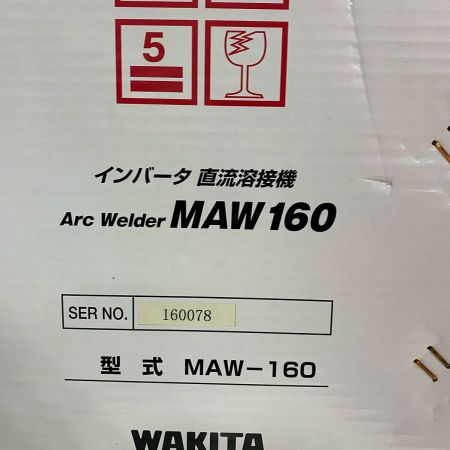 5
インバータ 直流溶接機
Arc Welder MAW160
SER NO. 160078
型 式 MAW-160
WAKITA